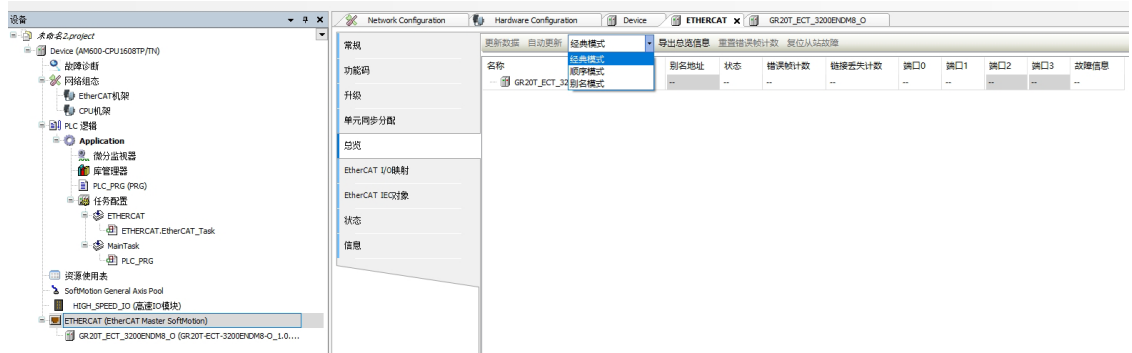 设备
未命名2.project
Device (AM600-CPU1608TP/TN)
故障诊断
网络组态
EtherCAT机架
CPU机架
PLC 逻辑
Application
微分监视器
库管理器
PLC_PRG (PRG)
任务配置
ETHERCAT
ETHERCAT.EtherCAT_Task
MainTask
PLC_PRG
资源使用表
SoftMotion General Axis Pool
HIGH_SPEED_IO (高速IO模块)
ETHERCAT (EtherCAT Master SoftMotion)
GR20T_ECT_3200ENDM8_O (GR20T-ECT-3200ENDM8-O_1.0....
Network Configuration
Hardware Configuration
Device
ETHERCAT
GR20T_ECT_3200ENDM8_O
常规
功能码
升级
单元同步分配
总览
EtherCAT I/O映射
EtherCAT IEC对象
状态
信息
更新数据 自动更新 经典模式 导出总览信息 重置错误帧计数 复位从站故障
经典模式
顺序模式
别名模式
名称 别名地址 状态 错误帧计数 链接丢失计数 端口0 端口1 端口2 端口3 故障信息
GR20T_ECT_32 -- -- -- -- -- -- -- -- --